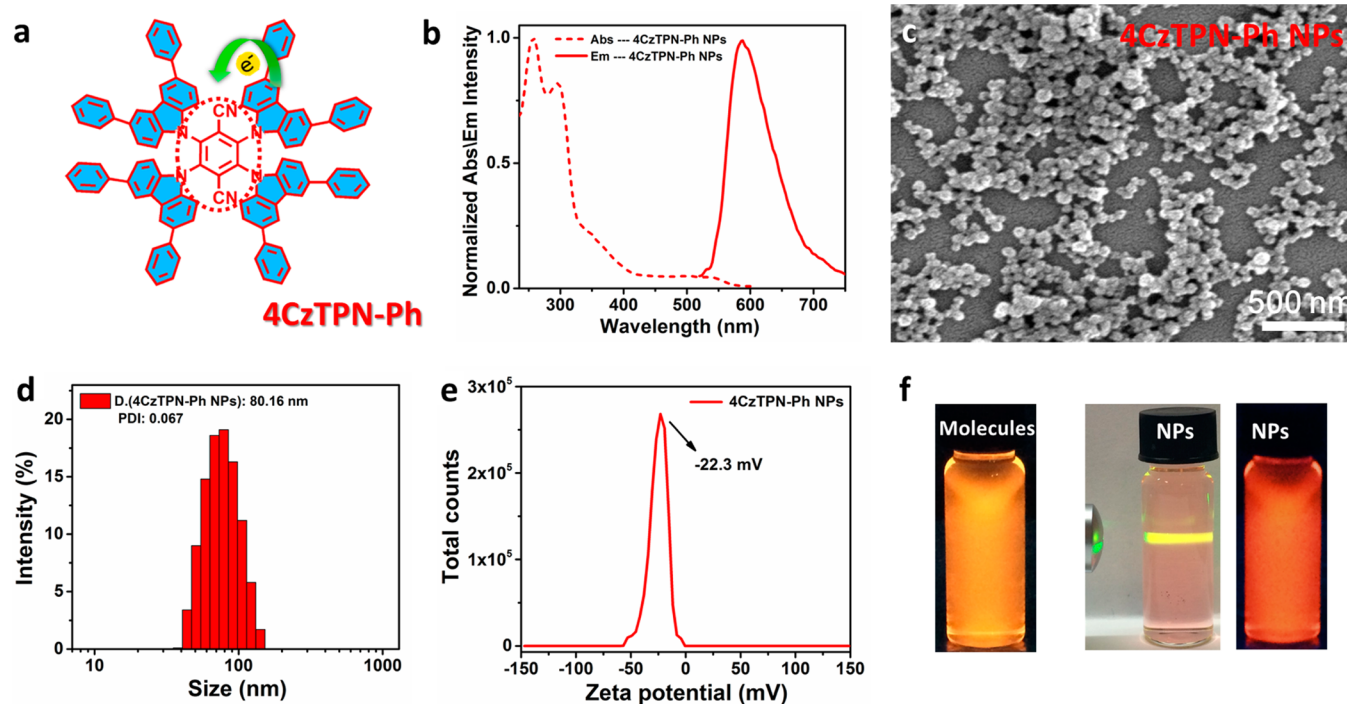 a
e⁻
CN
N
N
N
N
CN
4CzTPN-Ph
b
Abs --- 4CzTPN-Ph NPs
Em --- 4CzTPN-Ph NPs
Normalized Abs\Em Intensity
1.0
0.5
0.0
300
400
500
600
700
Wavelength (nm)
c
4CzTPN-Ph NPs
500 nm
d
D.(4CzTPN-Ph NPs): 80.16 nm
PDI: 0.067
Intensity (%)
20
15
10
5
0
10
100
1000
Size (nm)
e
4CzTPN-Ph NPs
-22.3 mV
Total counts
3x10⁵
2x10⁵
1x10⁵
0
-150
-100
-50
0
50
100
150
Zeta potential (mV)
f
Molecules
NPs
NPs